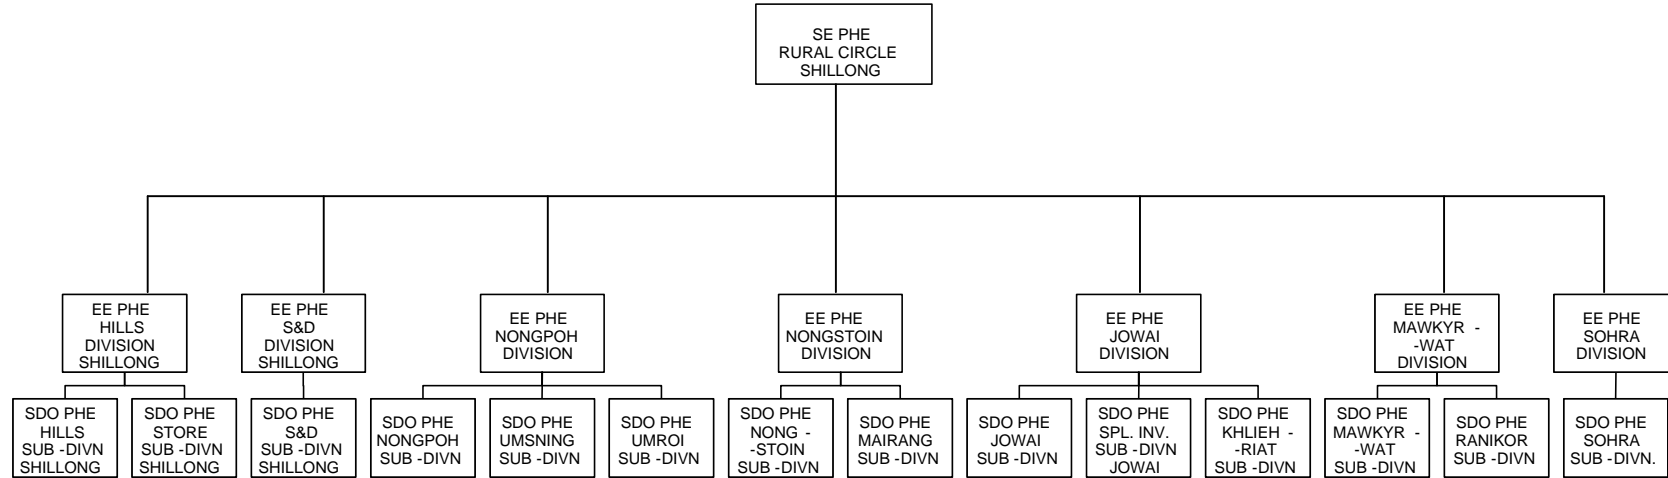 SE PHE
RURAL CIRCLE
SHILLONG
EE PHE
HILLS
DIVISION
SHILLONG
EE PHE
S&D
DIVISION
SHILLONG
EE PHE
NONGPOH
DIVISION
EE PHE
NONGSTOIN
DIVISION
EE PHE
JOWAI
DIVISION
EE PHE
MAWKYR -
-WAT
DIVISION
EE PHE
SOHRA
DIVISION
SDO PHE
HILLS
SUB -DIVN
SHILLONG
SDO PHE
STORE
SUB -DIVN
SHILLONG
SDO PHE
S&D
SUB -DIVN
SHILLONG
SDO PHE
NONGPOH
SUB -DIVN
SDO PHE
UMSNING
SUB -DIVN
SDO PHE
UMROI
SUB -DIVN
SDO PHE
NONG -
-STOIN
SUB -DIVN
SDO PHE
MAIRANG
SUB -DIVN
SDO PHE
JOWAI
SUB -DIVN
SDO PHE
SPL. INV.
SUB -DIVN
JOWAI
SDO PHE
KHLIEH -
-RIAT
SUB -DIVN
SDO PHE
MAWKYR -
-WAT
SUB -DIVN
SDO PHE
RANIKOR
SUB -DIVN
SDO PHE
SOHRA
SUB -DIVN.